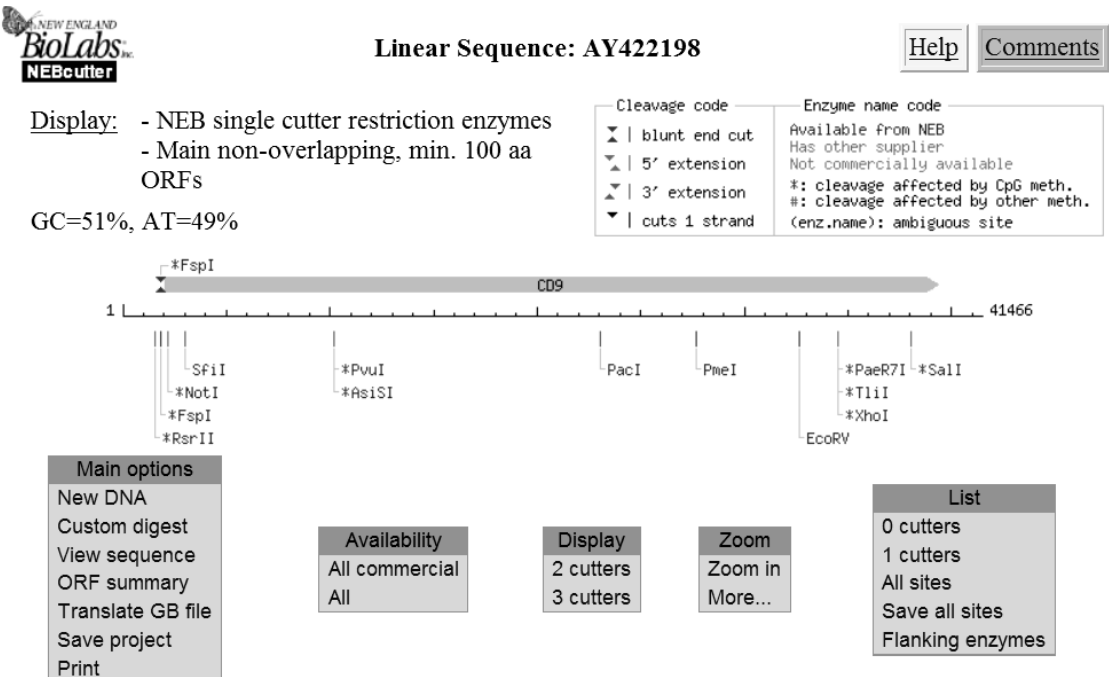 NEW ENGLAND
BioLabs Inc.
NEBcutter
Linear Sequence: AY422198
Help
Comments
Display: - NEB single cutter restriction enzymes
- Main non-overlapping, min. 100 aa
ORFs
GC=51%, AT=49%
Cleavage code
| blunt end cut
| 5' extension
| 3' extension
| cuts 1 strand
Enzyme name code
Available from NEB
Has other supplier
Not commercially available
*: cleavage affected by CpG meth.
#: cleavage affected by other meth.
(enz.name): ambiguous site
*FspI
CD9
1
41466
SfiI
*NotI
*FspI
*RsrII
*PvuI
*AsiSI
PacI
PmeI
EcoRV
*PaeR7I
*TliI
*XhoI
*SalI
Main options
New DNA
Custom digest
View sequence
ORF summary
Translate GB file
Save project
Print
Availability
All commercial
All
Display
2 cutters
3 cutters
Zoom
Zoom in
More...
List
0 cutters
1 cutters
All sites
Save all sites
Flanking enzymes